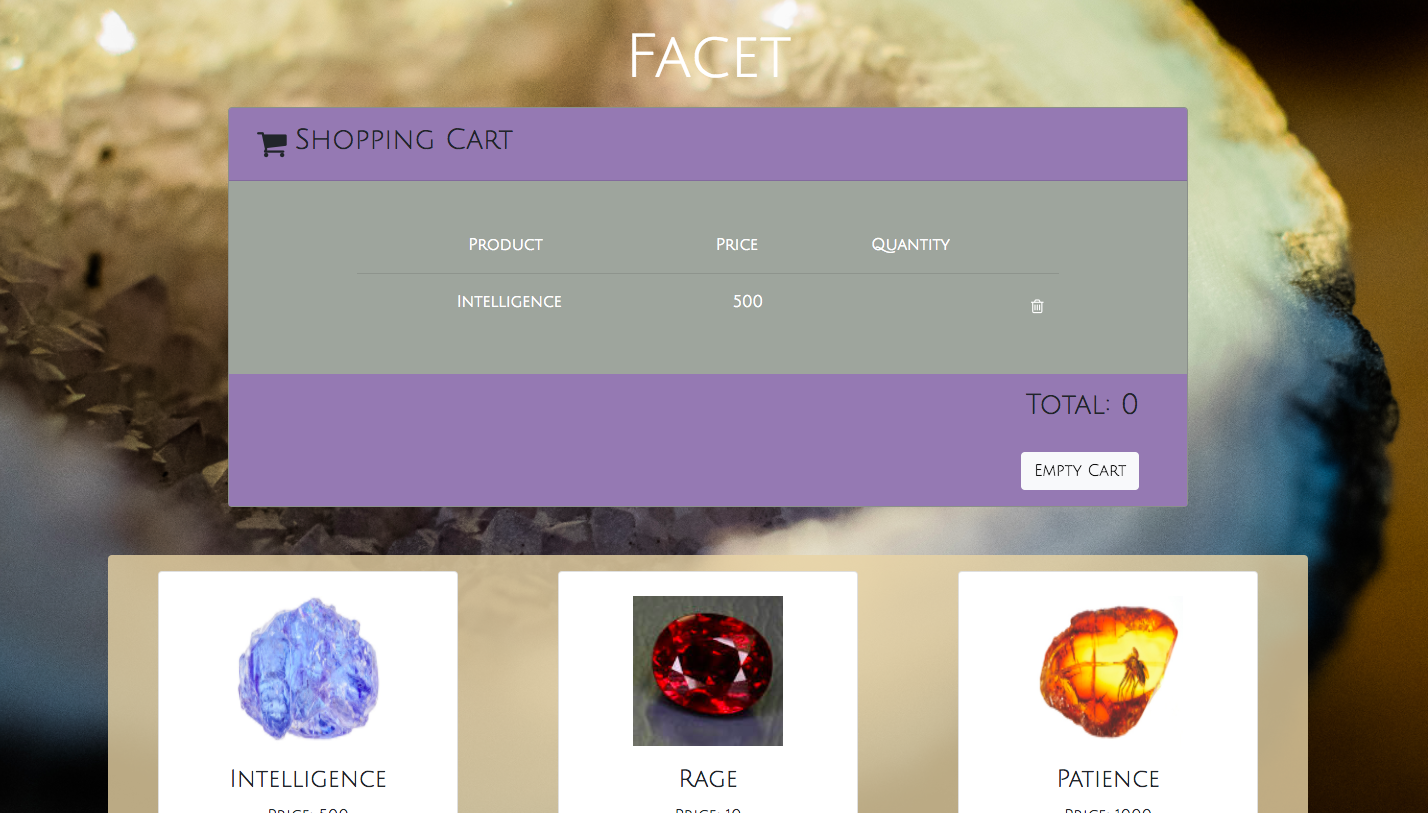 Facet
Shopping Cart
Product Price Quantity
Intelligence 500
Total: 0
Empty Cart
Intelligence Rage Patience
Price: 500 Price: 10 Price: 1000